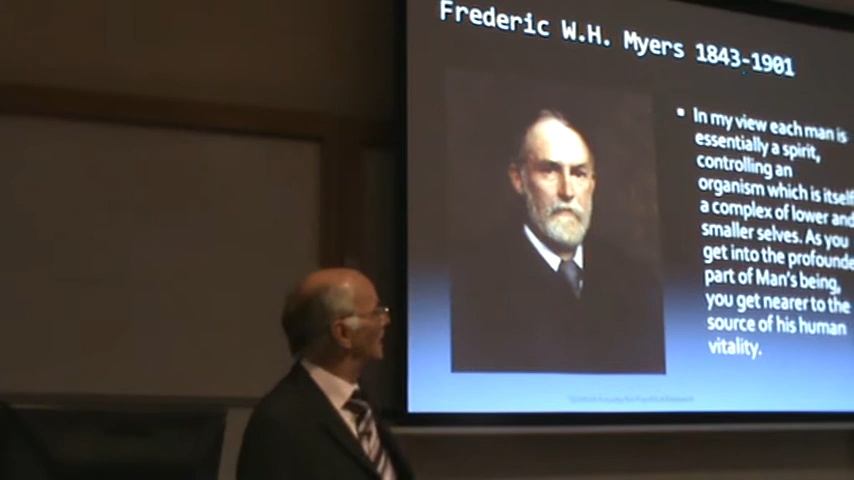 Frederic W.H. Myers 1843-1901
In my view each man is
essentially a spirit,
controlling an
organism which is itself
a complex of lower and
smaller selves. As you
get into the profounde
part of Man's being,
you get nearer to the
source of his human
vitality.